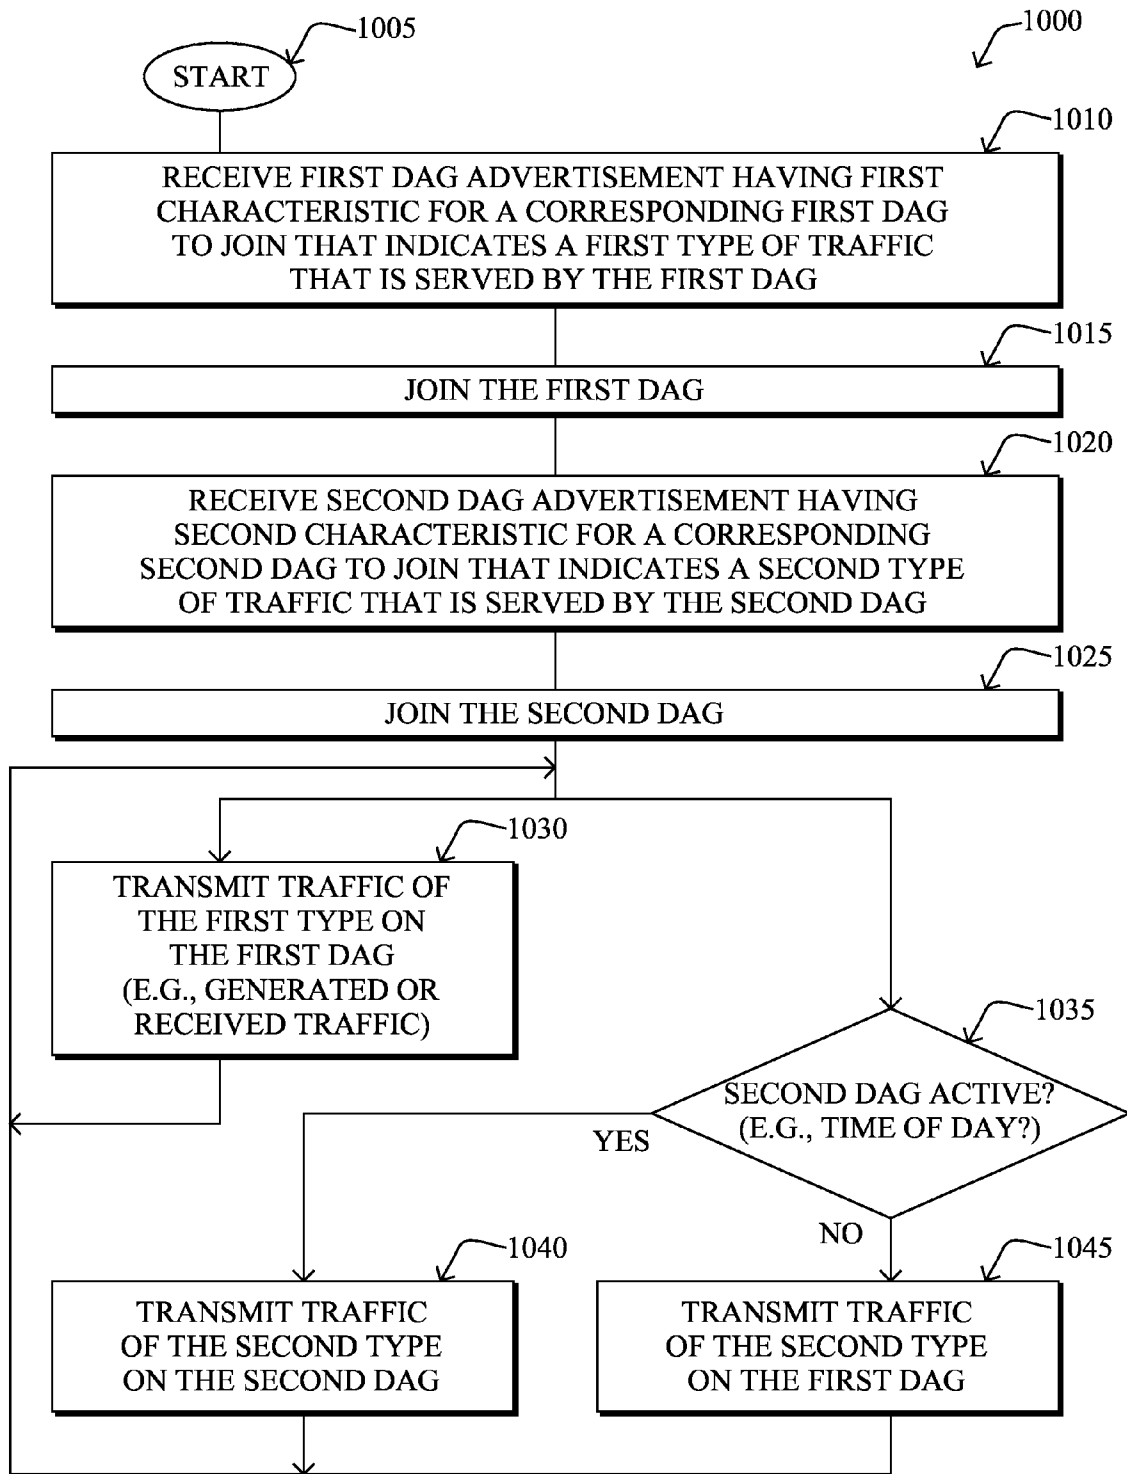 1005
1000
START
1010
RECEIVE FIRST DAG ADVERTISEMENT HAVING FIRST
CHARACTERISTIC FOR A CORRESPONDING FIRST DAG
TO JOIN THAT INDICATES A FIRST TYPE OF TRAFFIC
THAT IS SERVED BY THE FIRST DAG
1015
JOIN THE FIRST DAG
1020
RECEIVE SECOND DAG ADVERTISEMENT HAVING
SECOND CHARACTERISTIC FOR A CORRESPONDING
SECOND DAG TO JOIN THAT INDICATES A SECOND TYPE
OF TRAFFIC THAT IS SERVED BY THE SECOND DAG
1025
JOIN THE SECOND DAG
1030
TRANSMIT TRAFFIC OF
THE FIRST TYPE ON
THE FIRST DAG
(E.G., GENERATED OR
RECEIVED TRAFFIC)
1035
SECOND DAG ACTIVE?
(E.G., TIME OF DAY?)
YES
NO
1040
TRANSMIT TRAFFIC
OF THE SECOND TYPE
ON THE SECOND DAG
1045
TRANSMIT TRAFFIC
OF THE SECOND TYPE
ON THE FIRST DAG